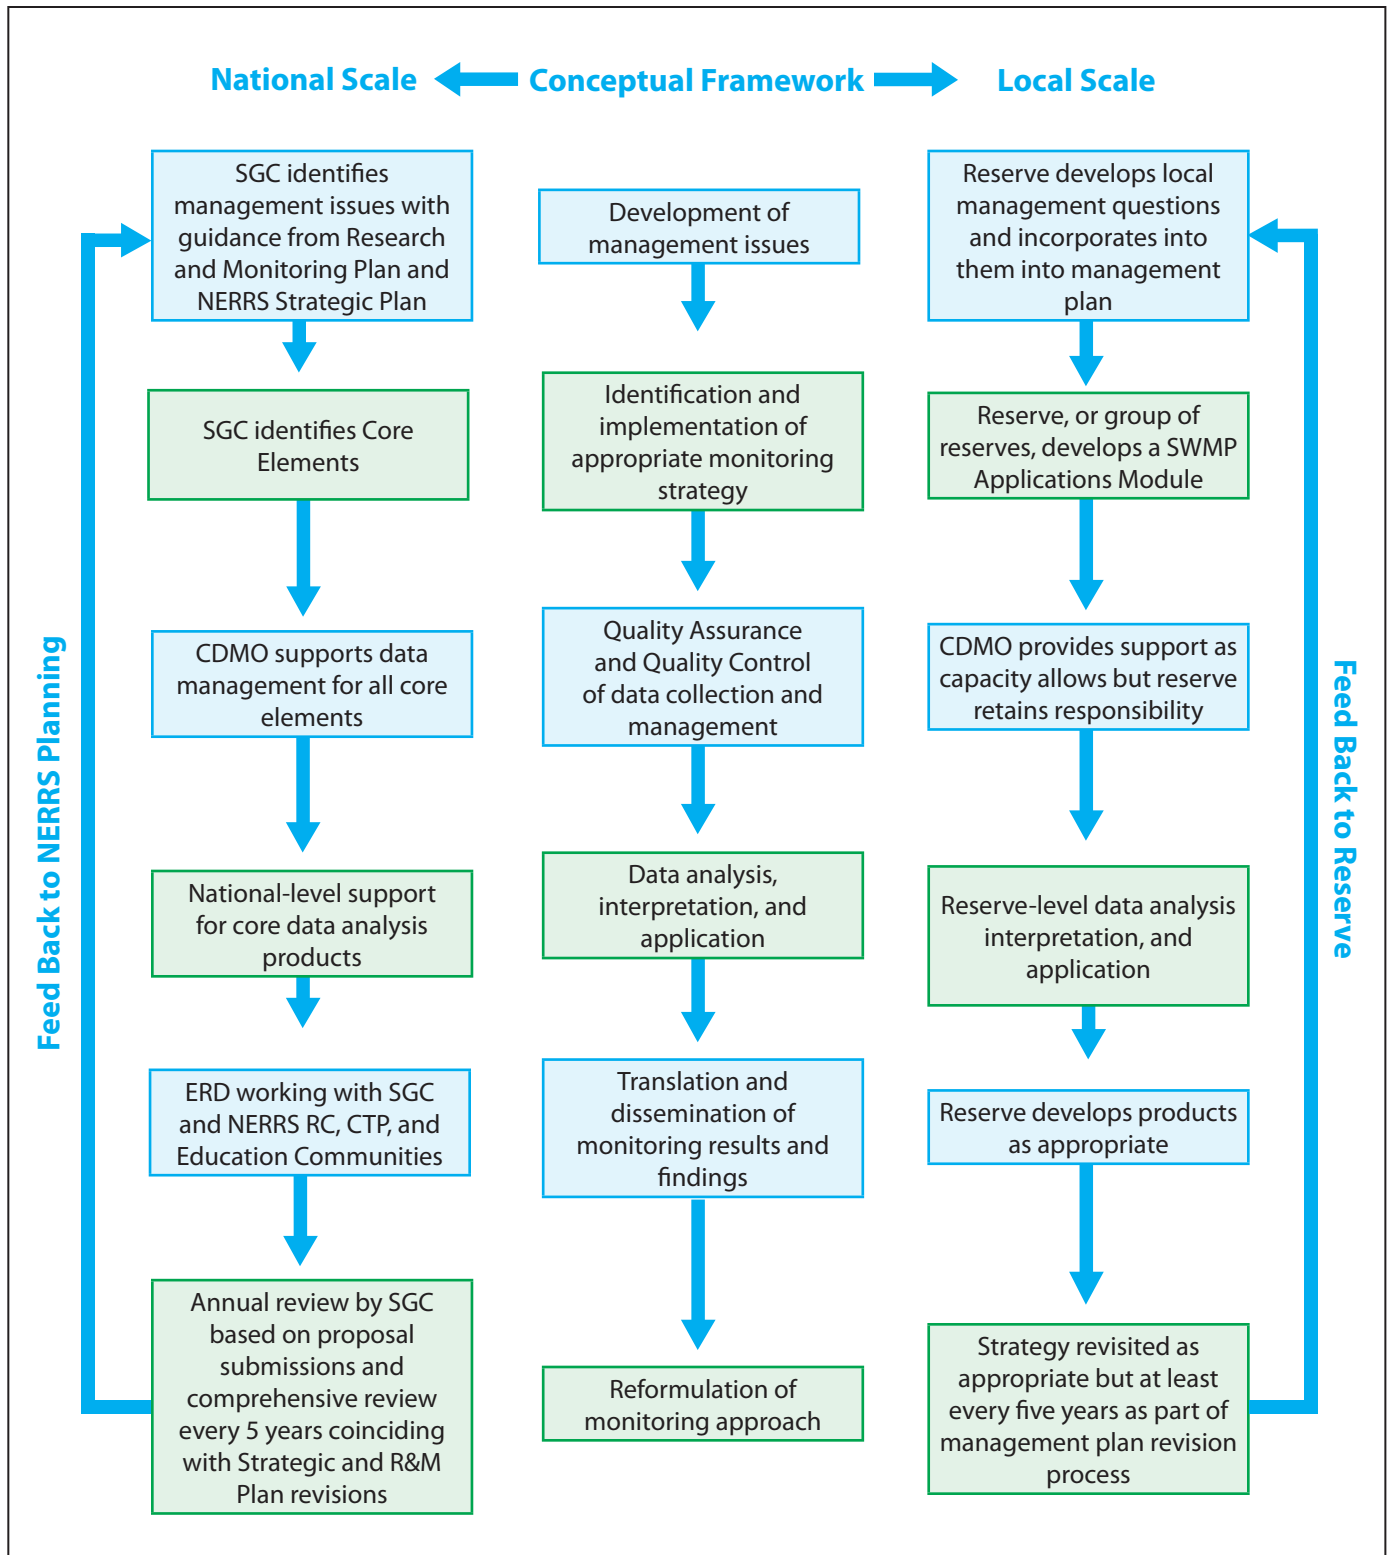 National Scale
Conceptual Framework
Local Scale
SGC identifies
management issues with
guidance from Research
and Monitoring Plan and
NERRS Strategic Plan
SGC identifies Core
Elements
CDMO supports data
management for all core
elements
National-level support
for core data analysis
products
ERD working with SGC
and NERRS RC, CTP, and
Education Communities
Annual review by SGC
based on proposal
submissions and
comprehensive review
every 5 years coinciding
with Strategic and R&M
Plan revisions
Feed Back to NERRS Planning
Development of
management issues
Identification and
implementation of
appropriate monitoring
strategy
Quality Assurance
and Quality Control
of data collection and
management
Data analysis,
interpretation, and
application
Translation and
dissemination of
monitoring results and
findings
Reformulation of
monitoring approach
Reserve develops local
management questions
and incorporates into
them into management
plan
Reserve, or group of
reserves, develops a SWMP
Applications Module
CDMO provides support as
capacity allows but reserve
retains responsibility
Reserve-level data analysis
interpretation, and
application
Reserve develops products
as appropriate
Strategy revisited as
appropriate but at least
every five years as part of
management plan revision
process
Feed Back to Reserve